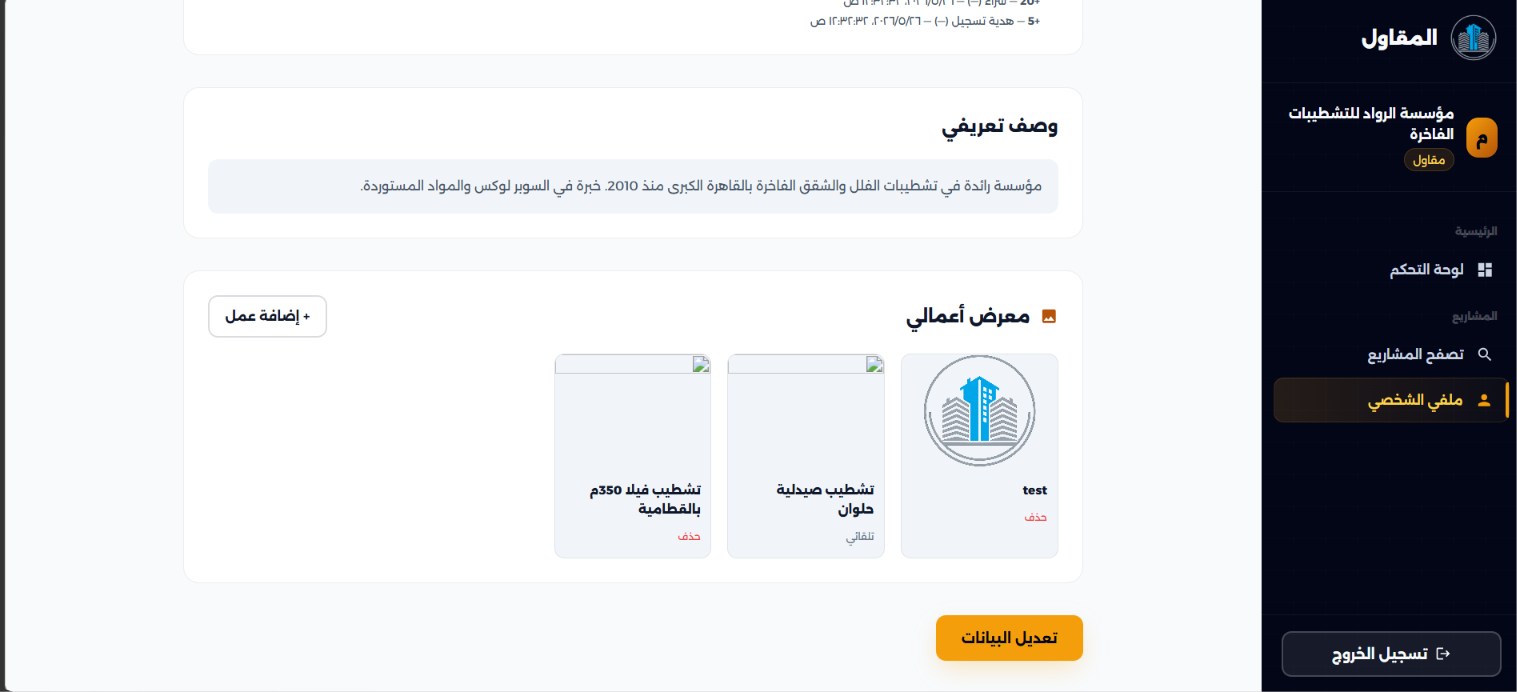 المقاول
مؤسسة الرواد للتشطيبات
الفاخرة
م
مقاول
الرئيسية
لوحة التحكم
المشاريع
تصفح المشاريع
ملفي الشخصي
تسجيل الخروج
+20 – شراء (–) –
+5 – هدية تسجيل (–) – ٢٠٢٦/٥/٢٦، ١٢:٣٢:٣٢ ص
وصف تعريفي
مؤسسة رائدة في تشطيبات الفلل والشقق الفاخرة بالقاهرة الكبرى منذ 2010. خبرة في السوبر لوكس والمواد المستوردة.
معرض أعمالي
+ إضافة عمل
test
حذف
تشطيب صيدلية
حلوان
تلقائي
تشطيب فيلا 350م
بالقطامية
حذف
تعديل البيانات